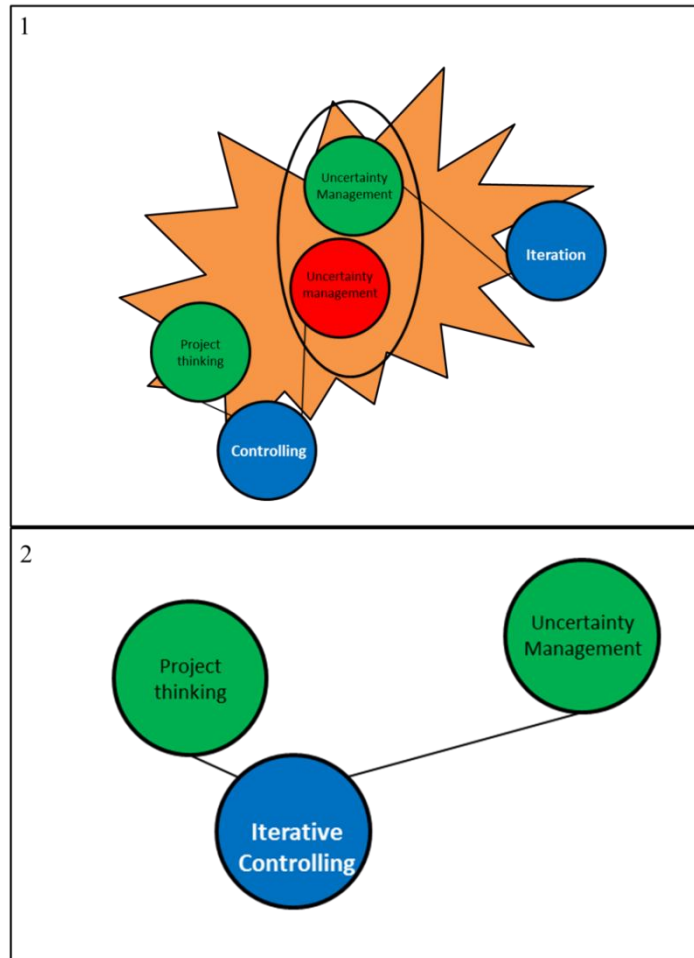 1
Uncertainty
Management
Iteration
Uncertainty
management
Project
thinking
Controlling
2
Uncertainty
Management
Project
thinking
Iterative
Controlling